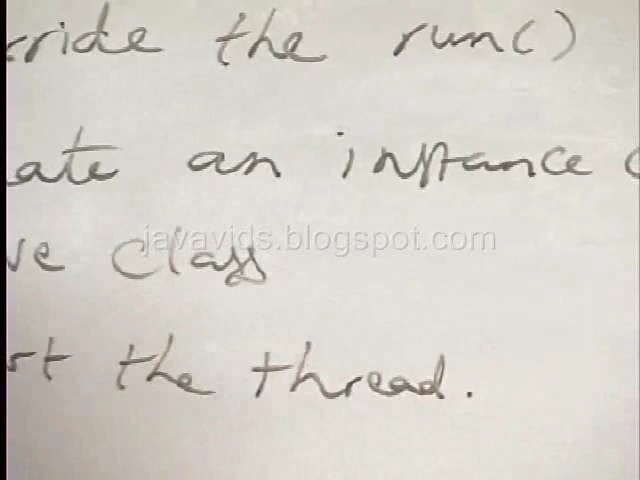 rride the run()
ate an instance
javavids.blogspot.com
ve class
rt the thread.